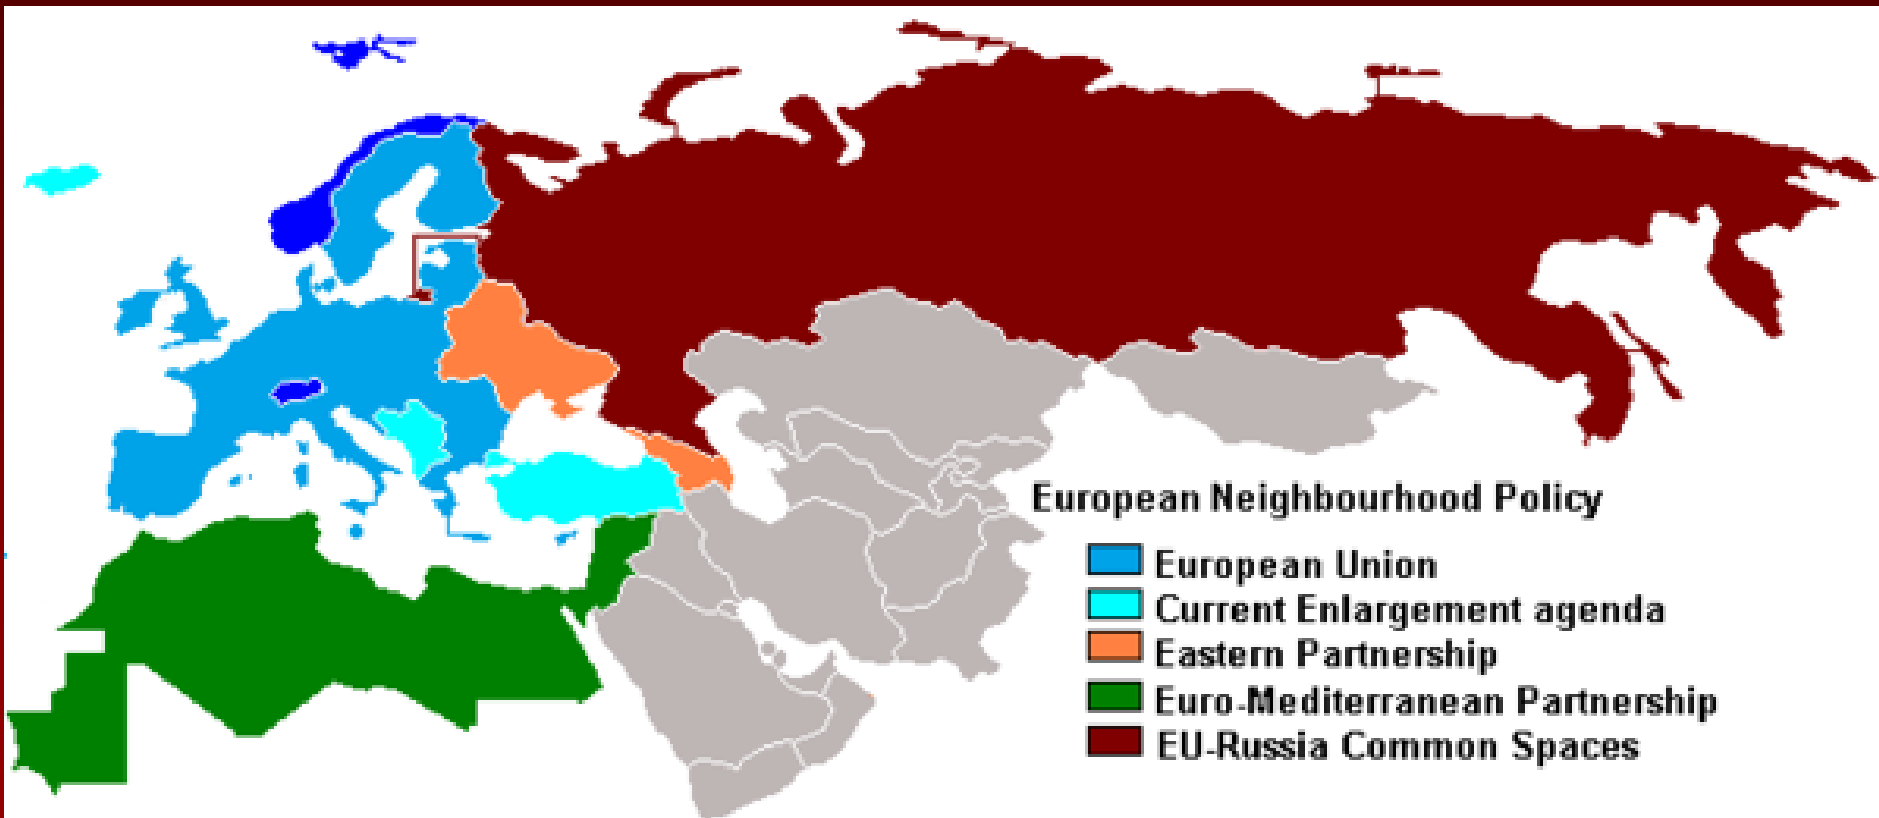 European Neighbourhood Policy
European Union
Current Enlargement agenda
Eastern Partnership
Euro-Mediterranean Partnership
EU-Russia Common Spaces